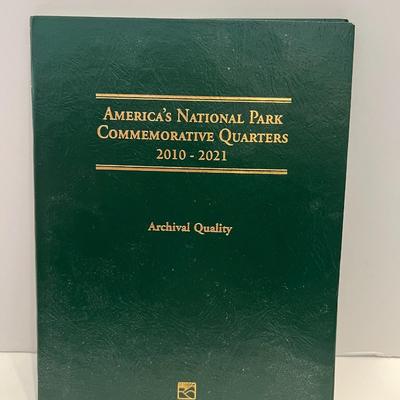 AMERICA'S NATIONAL PARK
COMMEMORATIVE QUARTERS
2010 - 2021
Archival Quality